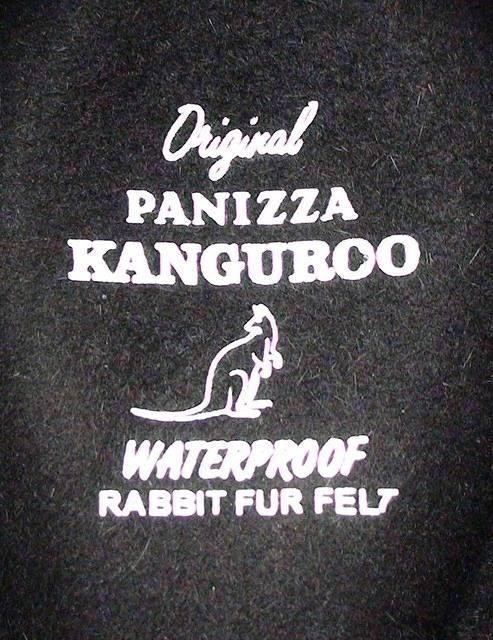 Original
PANIZZA
KANGUROO
WATERPROOF
RABBIT FUR FELT